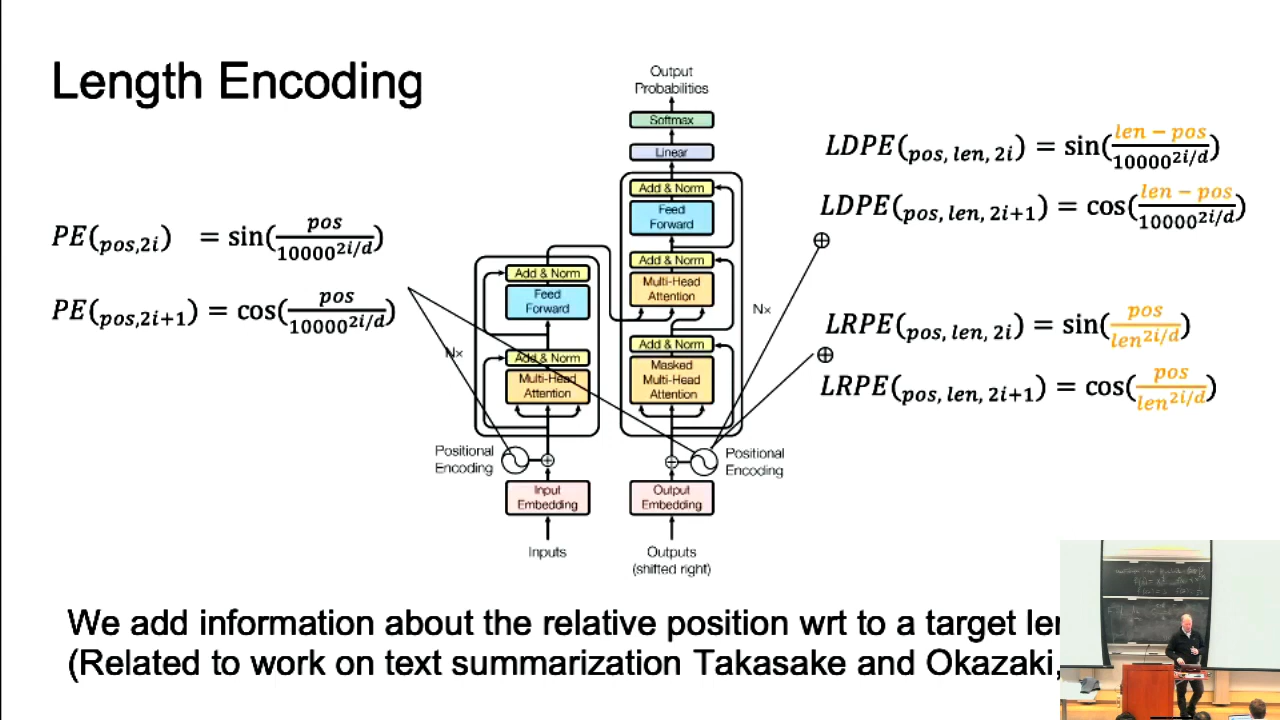 Length Encoding
PE(pos,2i) = sin(pos/10000^2i/d)
PE(pos,2i+1) = cos(pos/10000^2i/d)
Output
Probabilities
Softmax
Linear
Add & Norm
Feed
Forward
Add & Norm
Multi-Head
Attention
Add & Norm
Masked
Multi-Head
Attention
Nx
Positional
Encoding
Output
Embedding
Outputs
(shifted right)
Add & Norm
Feed
Forward
Nx
Add & Norm
Multi-Head
Attention
Positional
Encoding
Input
Embedding
Inputs
LDPE(pos, len, 2i) = sin(len − pos/10000^2i/d)
LDPE(pos, len, 2i+1) = cos(len − pos/10000^2i/d)
LRPE(pos, len, 2i) = sin(pos/len^2i/d)
LRPE(pos, len, 2i+1) = cos(pos/len^2i/d)
We add information about the relative position wrt to a target
(Related to work on text summarization Takasake and Okazaki,